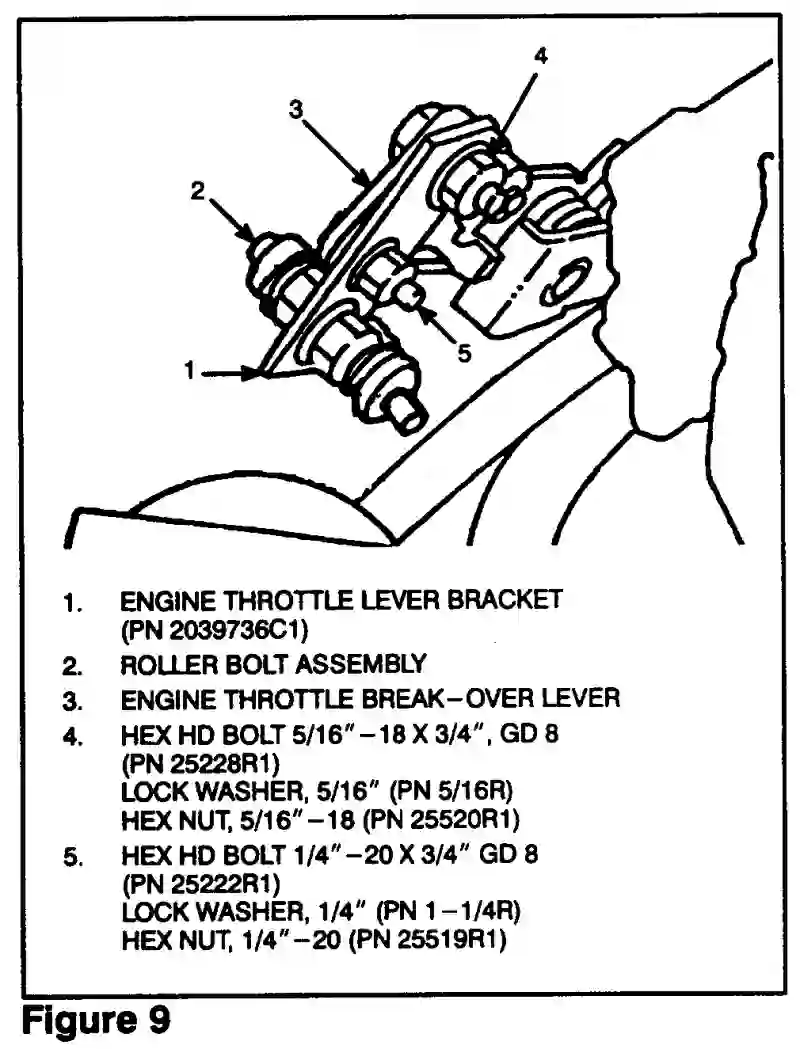 4
3
2
5
1
1. ENGINE THROTTLE LEVER BRACKET
(PN 2039736C1)
2. ROLLER BOLT ASSEMBLY
3. ENGINE THROTTLE BREAK-OVER LEVER
4. HEX HD BOLT 5/16"-18 X 3/4", GD 8
(PN 25228R1)
LOCK WASHER, 5/16" (PN 5/16R)
HEX NUT, 5/16"-18 (PN 25520R1)
5. HEX HD BOLT 1/4"-20 X 3/4" GD 8
(PN 25222R1)
LOCK WASHER, 1/4" (PN 1-1/4R)
HEX NUT, 1/4"-20 (PN 25519R1)
Figure 9